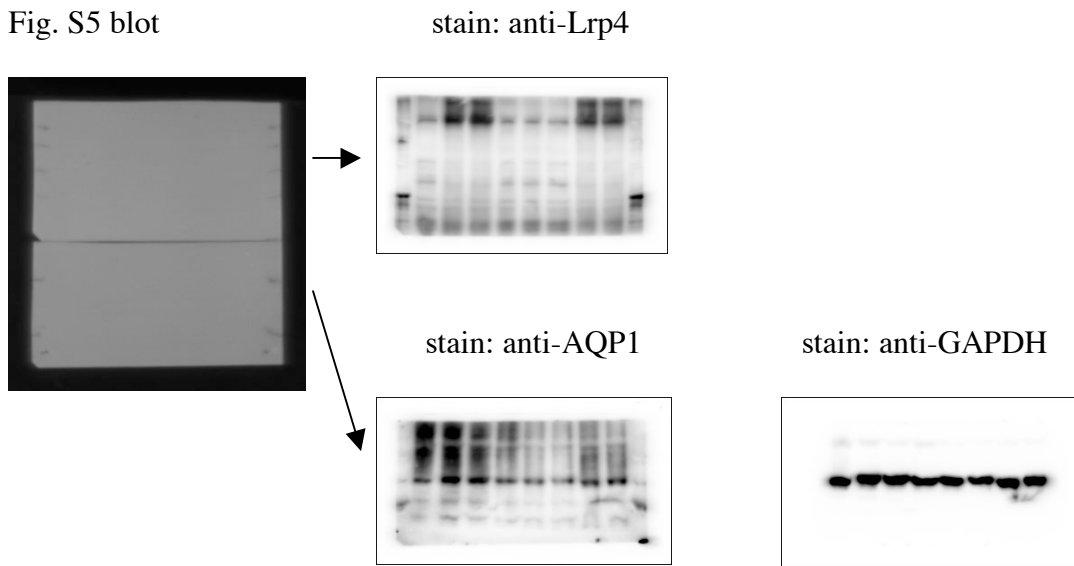 Fig. S5 blot
stain: anti-Lrp4
stain: anti-AQP1
stain: anti-GAPDH